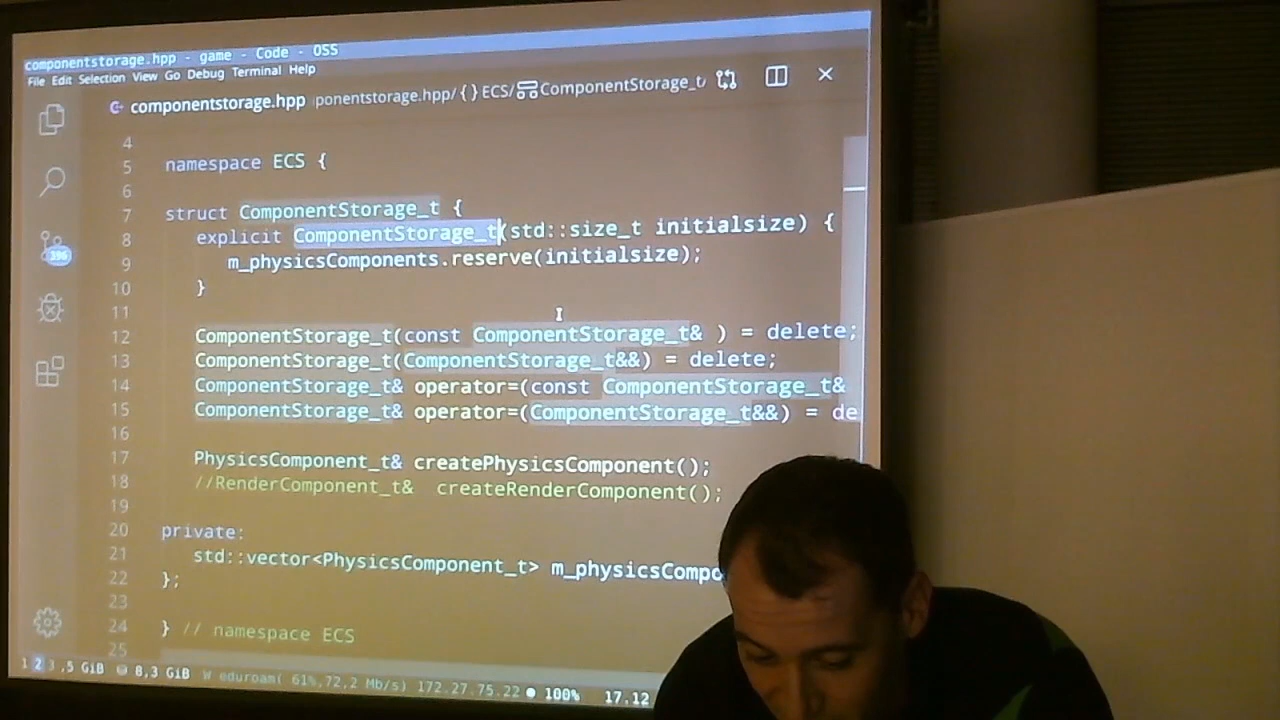 componentstorage.hpp - game - Code - OSS
File Edit Selection View Go Debug Terminal Help
componentstorage.hpp ponentstorage.hpp/ { } ECS/ ComponentStorage_t/
4
5 namespace ECS {
6
7 struct ComponentStorage_t {
8 explicit ComponentStorage_t(std::size_t initialsize) {
9 m_physicsComponents.reserve(initialsize);
10 }
11
12 ComponentStorage_t(const ComponentStorage_t& ) = delete;
13 ComponentStorage_t(ComponentStorage_t&&) = delete;
14 ComponentStorage_t& operator=(const ComponentStorage_t&
15 ComponentStorage_t& operator=(ComponentStorage_t&&) = de
16
17 PhysicsComponent_t& createPhysicsComponent();
18 //RenderComponent_t& createRenderComponent();
19
20 private:
21 std::vector<PhysicsComponent_t> m_physicsCompo
22 };
23
24 } // namespace ECS
25
396
1 2 3 ,5 GiB 8,3 GiB W eduroam( 61%,72,2 Mb/s) 172.27.75.22 100% 17.12